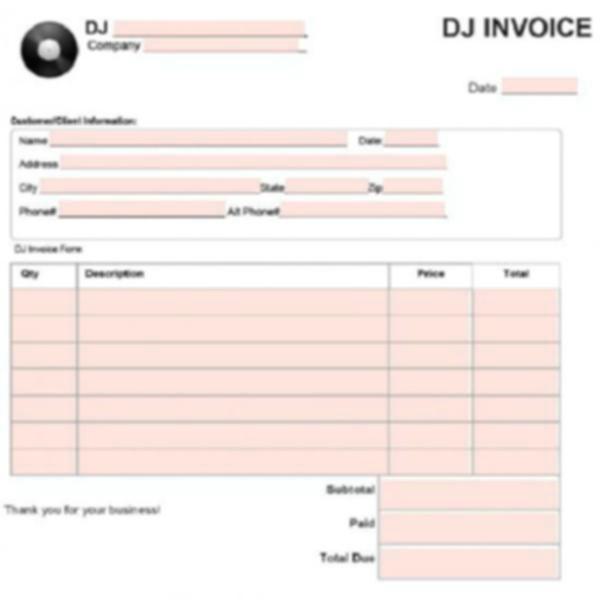 DJ
DJ INVOICE
Company
Date
Customer/Client Information:
Name Date
Address
City State Zip
Phone# Alt Phone#
DJ Invoice Form
Qty Description Price Total
Subtotal
Thank you for your business!
Paid
Total Due